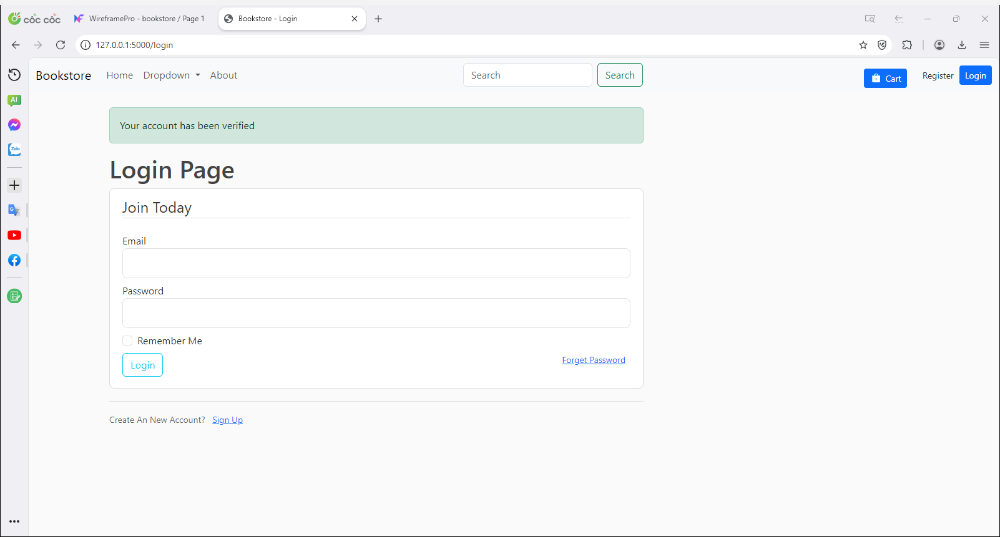 cốc cốc
WireframePro - bookstore / Page 1
Bookstore - Login
127.0.0.1:5000/login
Bookstore
Home
Dropdown
About
Search
Search
Cart
Register
Login
AI
Zalo
Your account has been verified
Login Page
Join Today
Email
Password
Remember Me
Login
Forget Password
Create An New Account? Sign Up